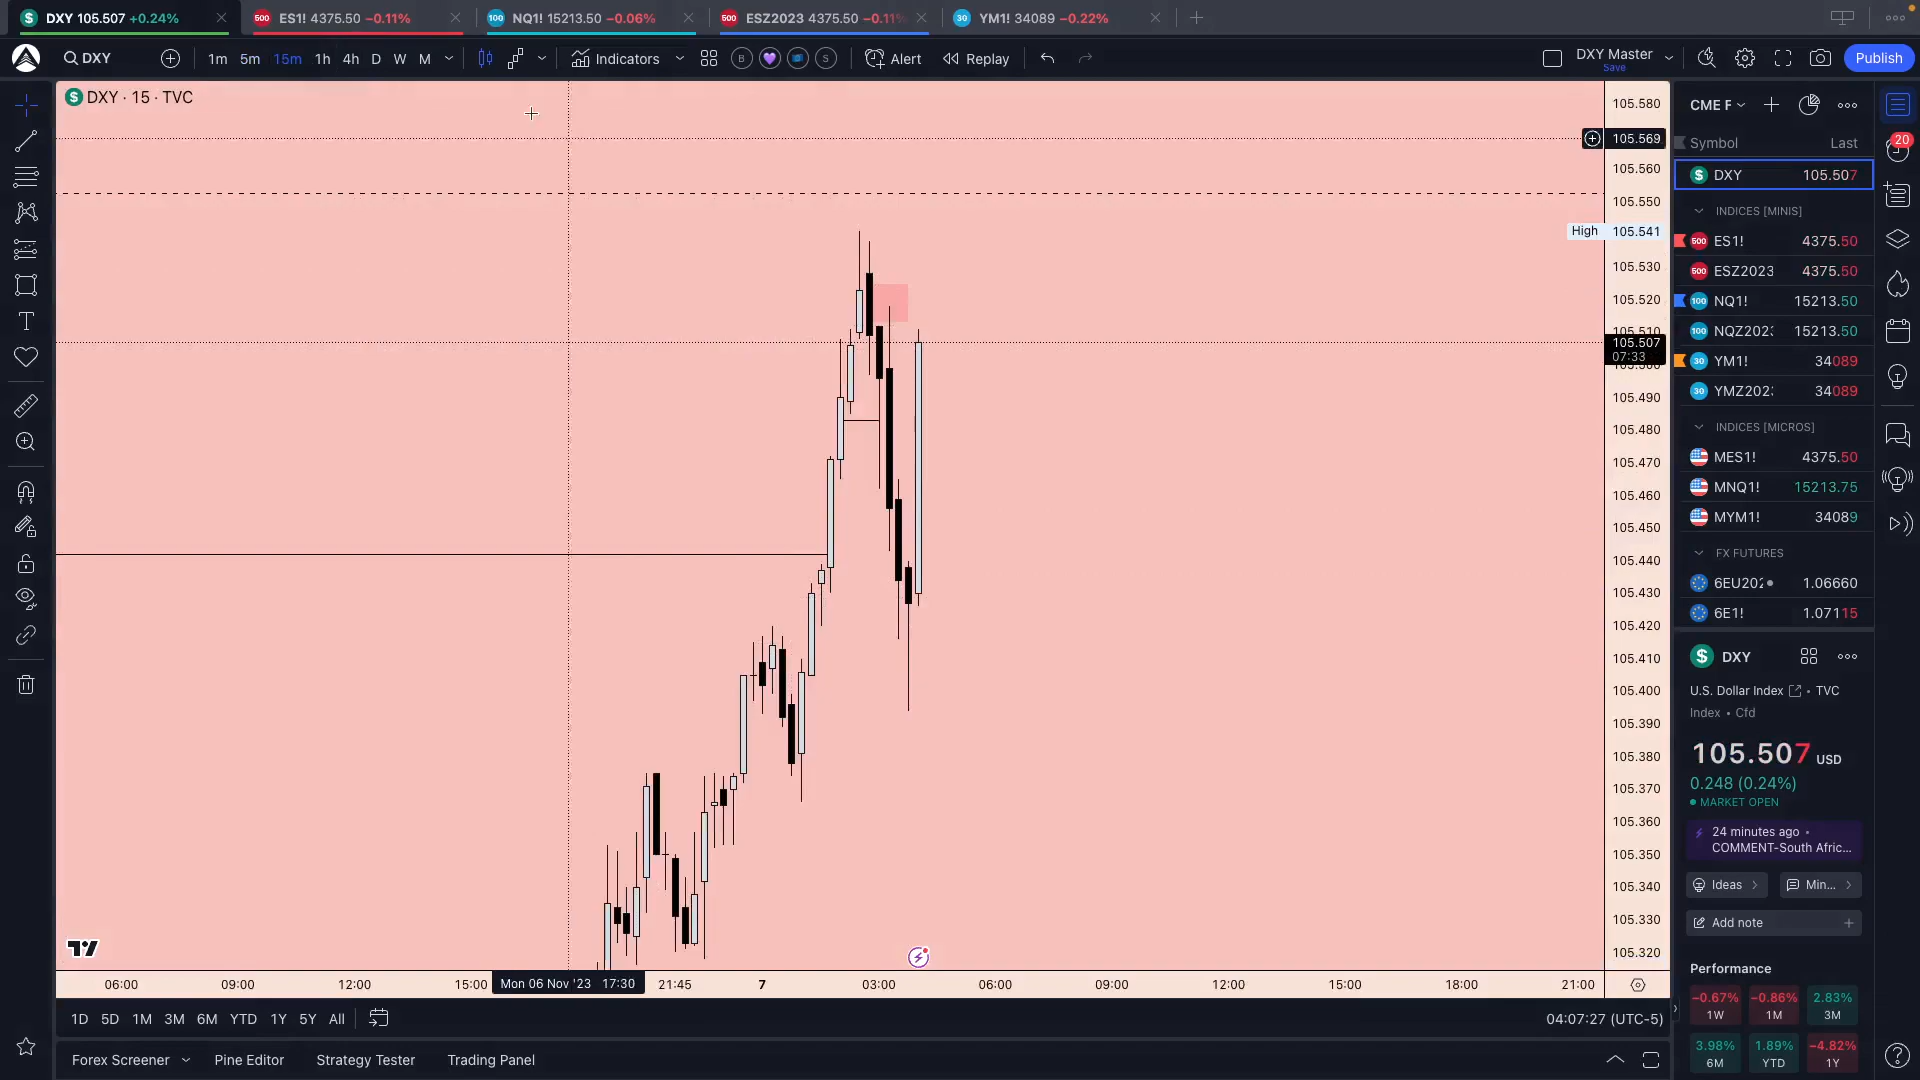 DXY 105.507 +0.24%
ES1! 4375.50 −0.11%
NQ1! 15213.50 −0.06%
ESZ2023 4375.50 −0.11%
YM1! 34089 −0.22%
DXY
1m 5m 15m 1h 4h D W M
Indicators
B
S
Alert
Replay
DXY Master
Save
Publish
DXY · 15 · TVC
105.580
105.569
105.560
105.550
High 105.541
105.530
105.520
105.510
105.507
07:33
105.490
105.480
105.470
105.460
105.450
105.440
105.430
105.420
105.410
105.400
105.390
105.380
105.370
105.360
105.350
105.340
105.330
105.320
06:00 09:00 12:00 15:00 Mon 06 Nov '23 17:30 21:45 7 03:00 06:00 09:00 12:00 15:00 18:00 21:00
1D 5D 1M 3M 6M YTD 1Y 5Y All
04:07:27 (UTC-5)
Forex Screener Pine Editor Strategy Tester Trading Panel
CME F
20
Symbol Last
DXY 105.507
INDICES [MINIS]
ES1! 4375.50
ESZ2023 4375.50
NQ1! 15213.50
NQZ202 15213.50
YM1! 34089
YMZ202 34089
INDICES [MICROS]
MES1! 4375.50
MNQ1! 15213.75
MYM1! 34089
FX FUTURES
6EU20 1.06660
6E1! 1.07115
DXY
U.S. Dollar Index • TVC
Index • Cfd
105.507 USD
0.248 (0.24%)
MARKET OPEN
24 minutes ago •
COMMENT-South Afric...
Ideas
Min...
Add note
Performance
−0.67% −0.86% 2.83%
1W 1M 3M
3.98% 1.89% −4.82%
6M YTD 1Y